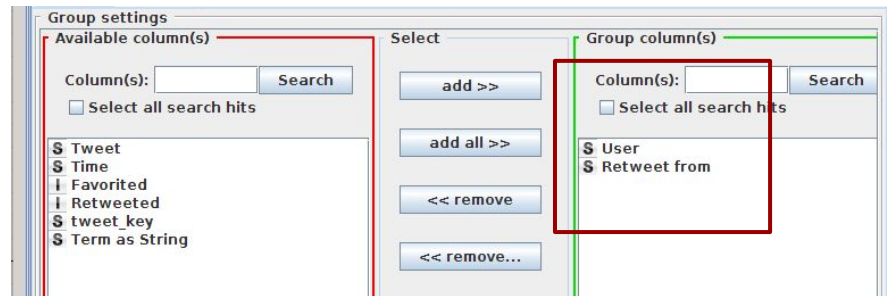 Group settings
Available column(s)
Column(s):
Search
Select all search hits
S Tweet
S Time
I Favorited
I Retweeted
S tweet_key
S Term as String
Select
add >>
add all >>
<< remove
<< remove...
Group column(s)
Column(s):
Search
Select all search hits
S User
S Retweet from